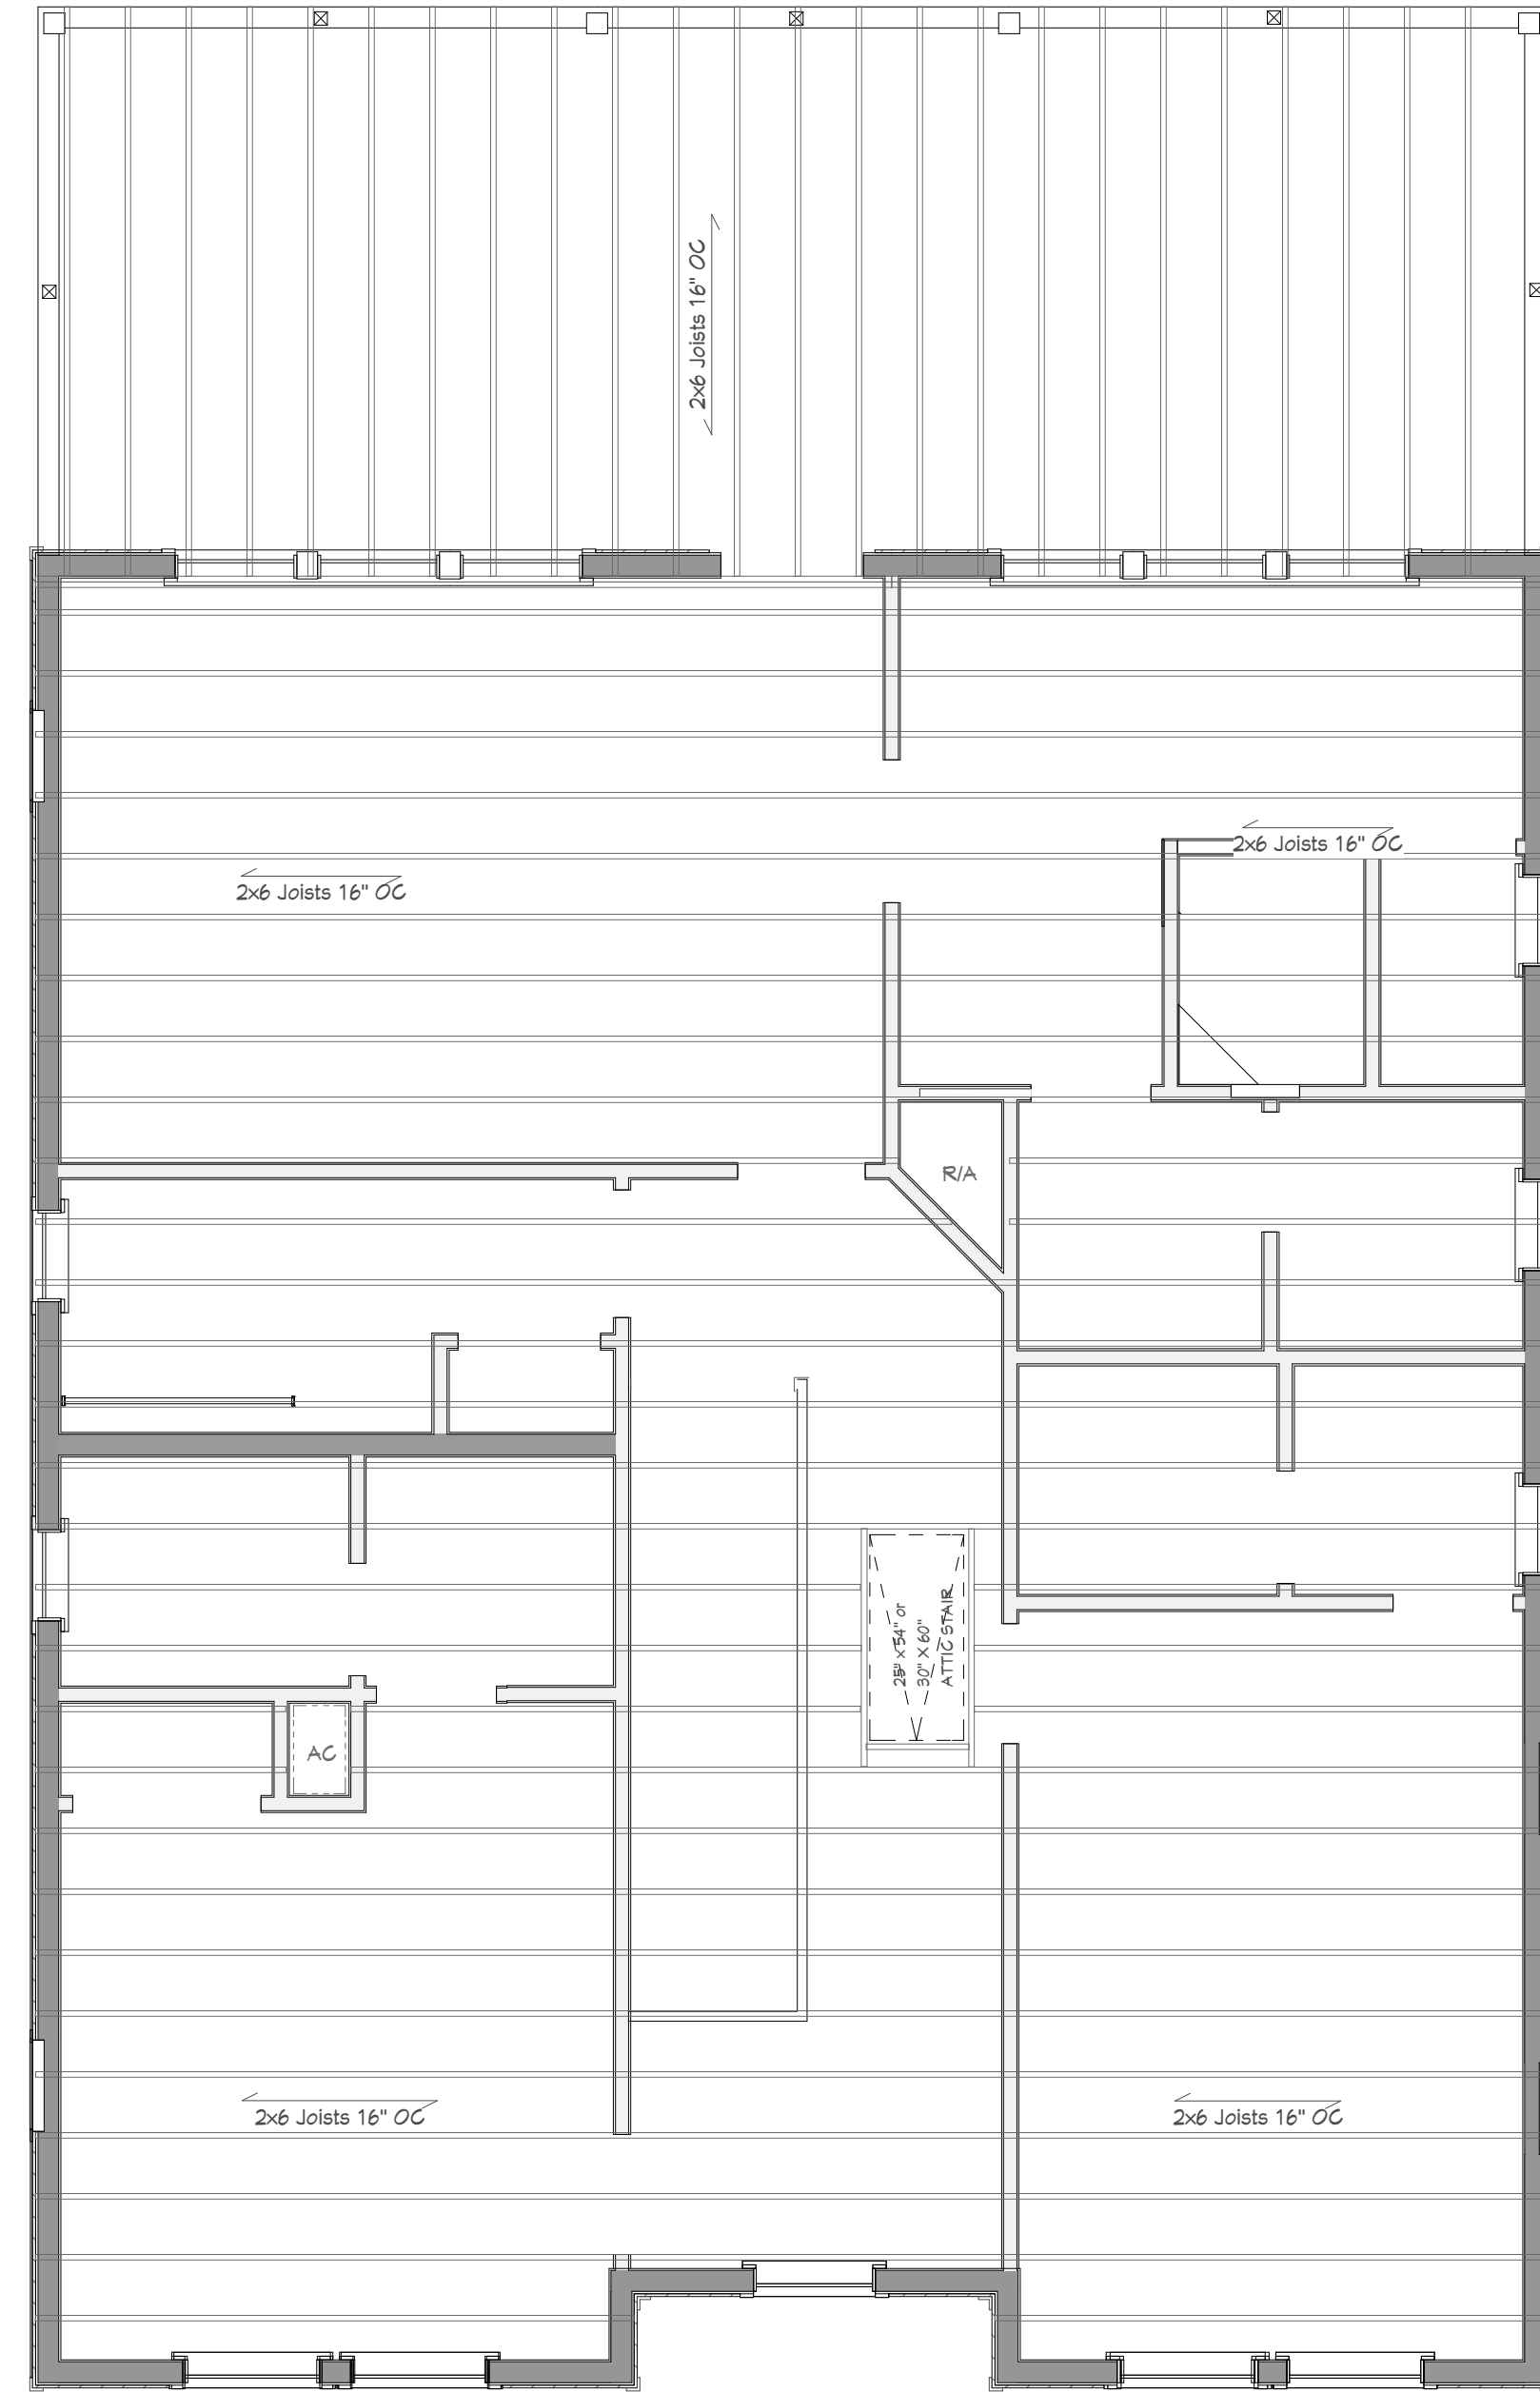 2x6 Joists 16" OC
2x6 Joists 16" OC
2x6 Joists 16" OC
R/A
25" x 54" or
30" X 60"
ATTIC STAIR
AC
2x6 Joists 16" OC
2x6 Joists 16" OC